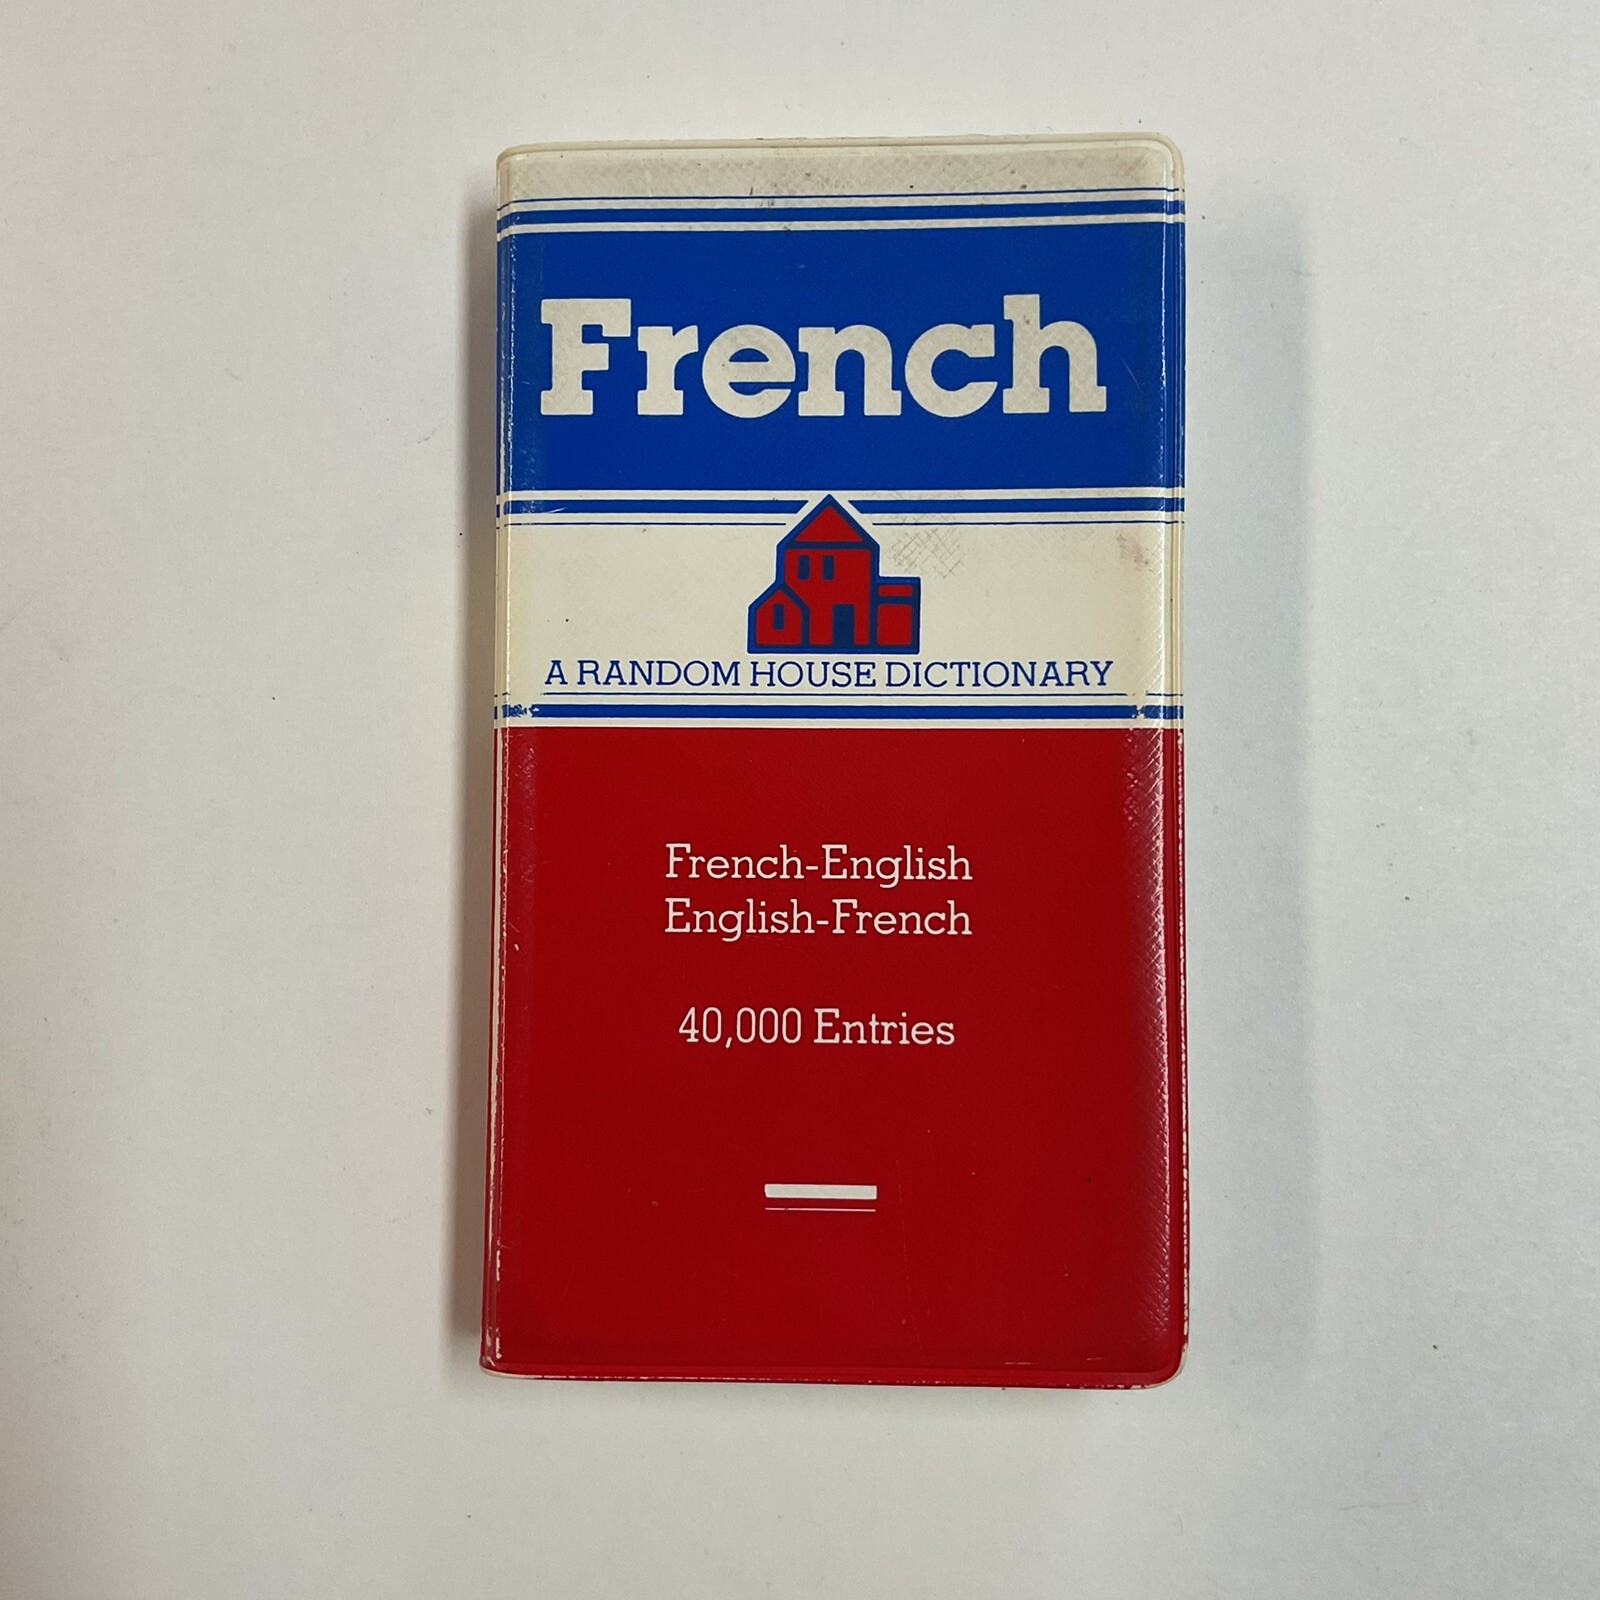 French
A RANDOM HOUSE DICTIONARY
French-English
English-French
40,000 Entries